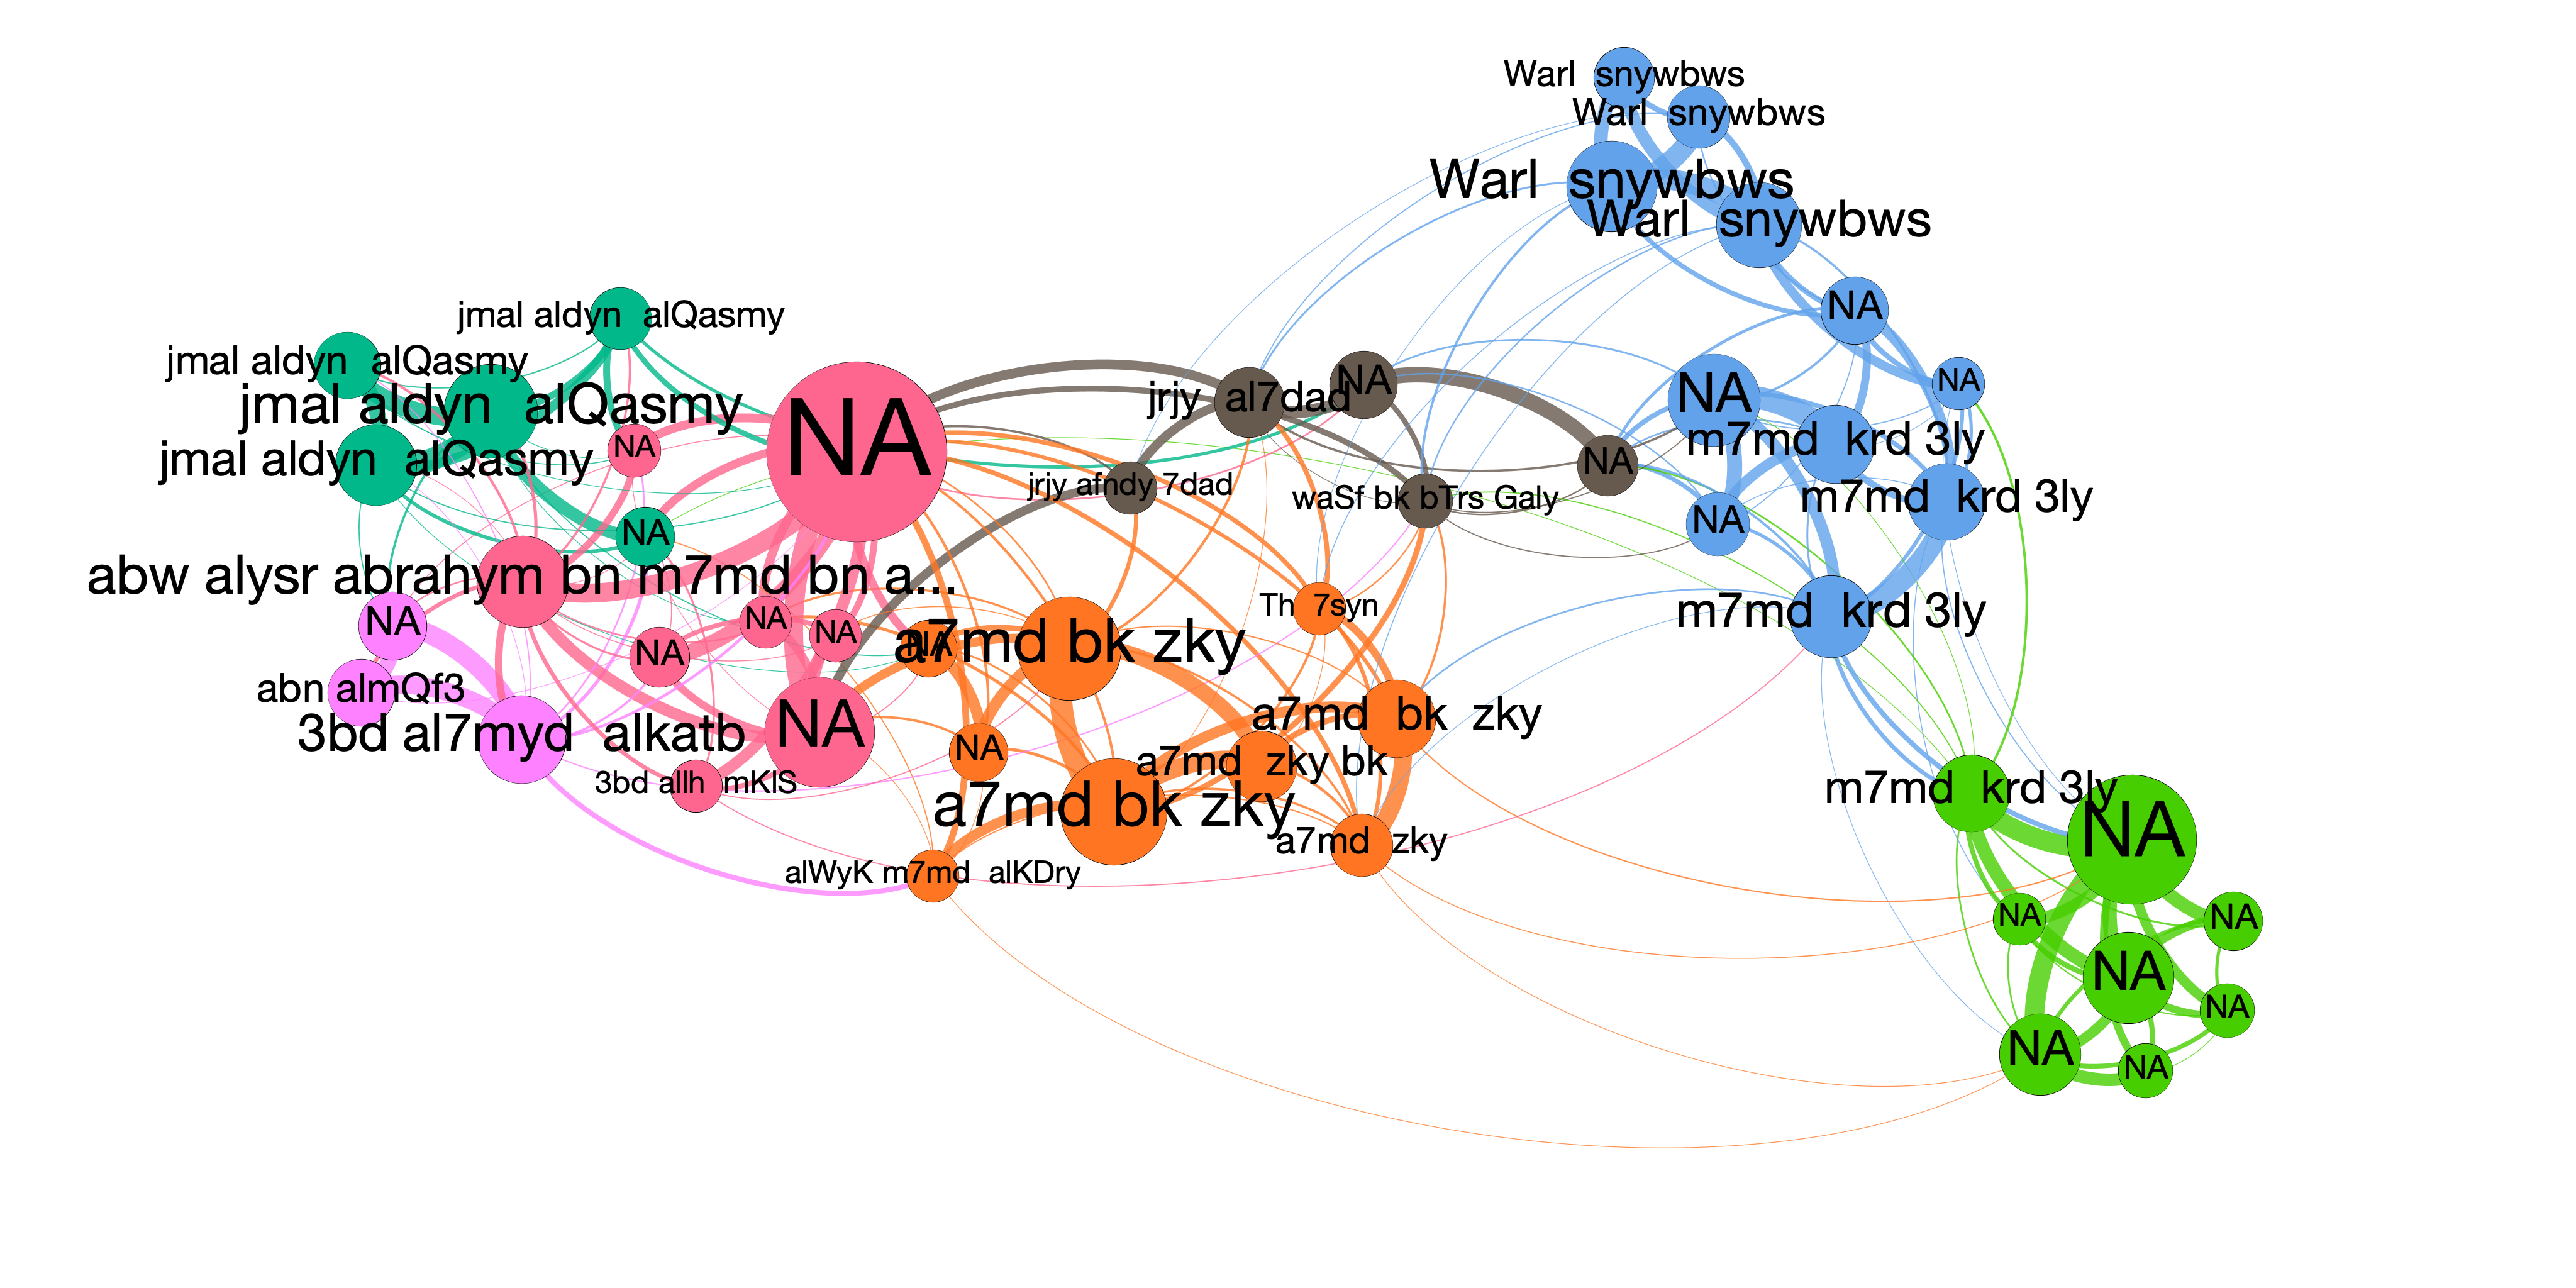 Warl snywbws
Warl snywbws
Warl snywbws
Warl snywbws
NA
jmal aldyn alQasmy
jmal aldyn alQasmy
jmal aldyn alQasmy
jmal aldyn alQasmy
NA
NA
NA
jrjy al7dad
NA
NA
NA
m7md krd 3ly
NA
NA
jrjy afndy 7dad
waSf bk bTrs Galy
m7md krd 3ly
NA
abw alysr abrahym bn m7md bn a...
NA
NA
NA
NA
Th 7syn
m7md krd 3ly
NA
a7md bk zky
abn almQf3
3bd al7myd alkatb
NA
NA
a7md bk zky
a7md zky bk
3bd allh mKlS
a7md bk zky
a7md zky
m7md krd 3ly
NA
alWyK m7md alKDry
NA
NA
NA
NA
NA
NA